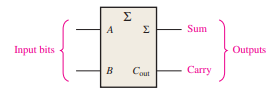 Σ
A Σ Sum
Input bits Outputs
B Cout Carry